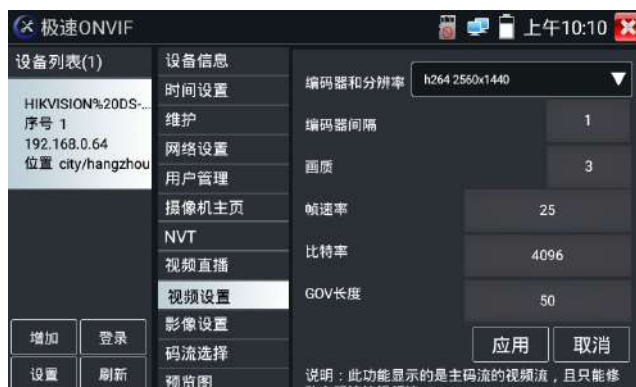 极速ONVIF
上午10:10
设备列表(1)
HIKVISION%20DS-...
序号 1
192.168.0.64
位置 city/hangzhou
增加
登录
设置
刷新
设备信息
时间设置
维护
网络设置
用户管理
摄像机主页
NVT
视频直播
视频设置
影像设置
码流选择
预览图
编码器和分辨率
h264 2560x1440
编码器间隔
1
画质
3
帧速率
25
比特率
4096
GOV长度
50
应用
取消
说明：此功能显示的是主码流的视频流，且只能修